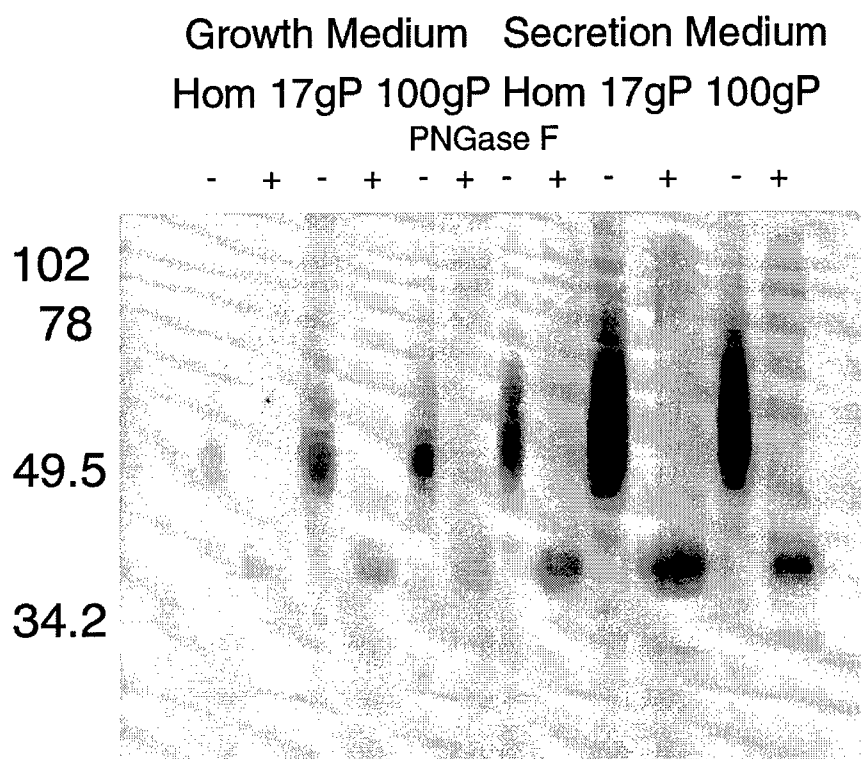 Growth Medium Secretion Medium
Hom 17gP 100gP Hom 17gP 100gP
PNGase F
- + - + - + - + - + - +
102
78
49.5
34.2